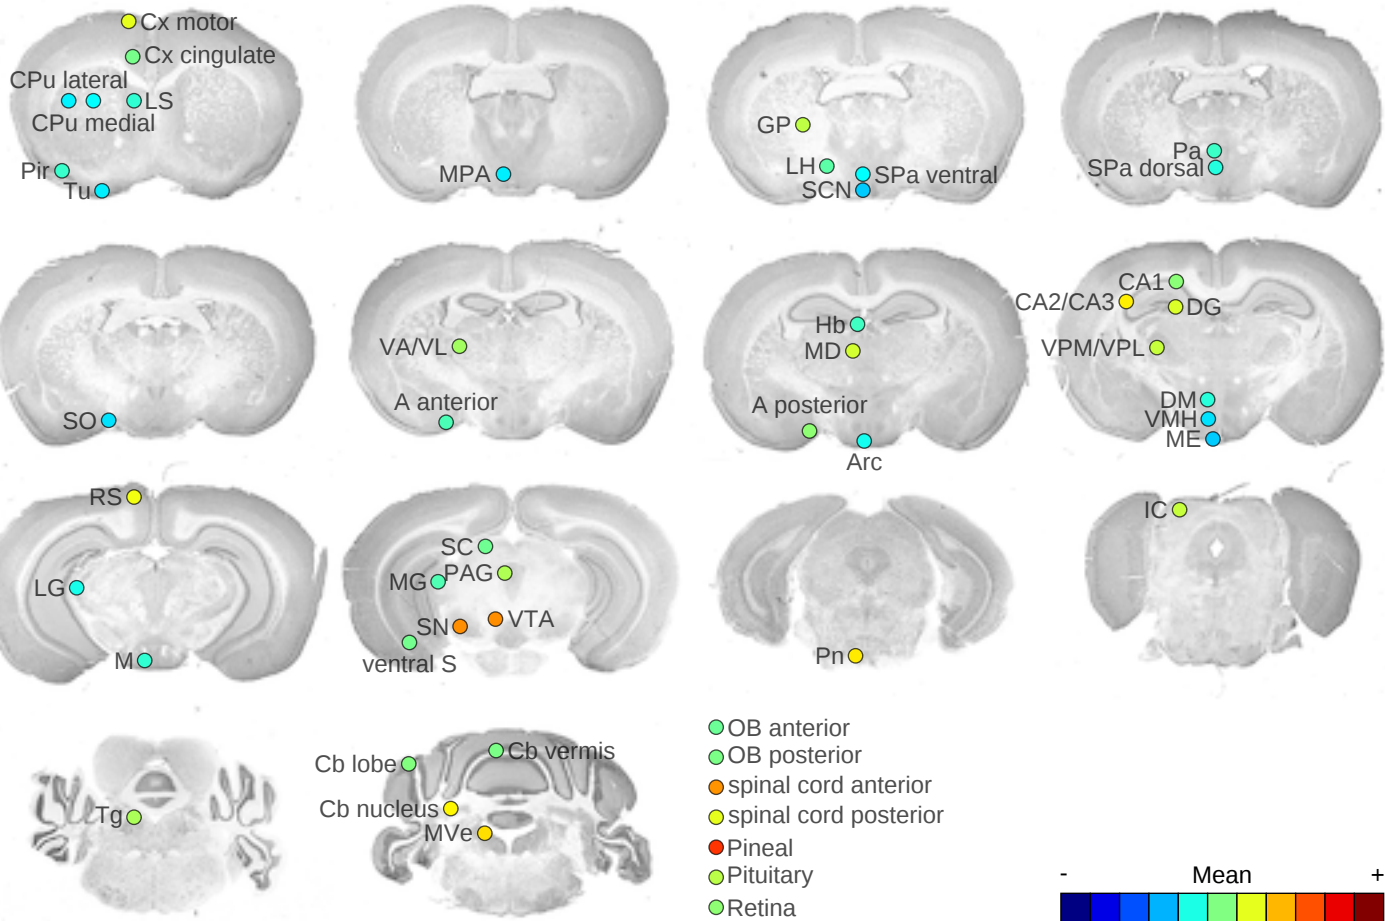 Cx motor
Cx cingulate
CPu lateral
LS
CPu medial
Pir
Tu
MPA
GP
LH
SPa ventral
SCN
Pa
SPa dorsal
SO
VA/VL
A anterior
Hb
MD
A posterior
Arc
CA1
CA2/CA3
DG
VPM/VPL
DM
VMH
ME
RS
LG
M
SC
MG
PAG
SN
VTA
ventral S
Pn
IC
Tg
Cb lobe
Cb vermis
Cb nucleus
MVe
OB anterior
OB posterior
spinal cord anterior
spinal cord posterior
Pineal
Pituitary
Retina
- Mean +